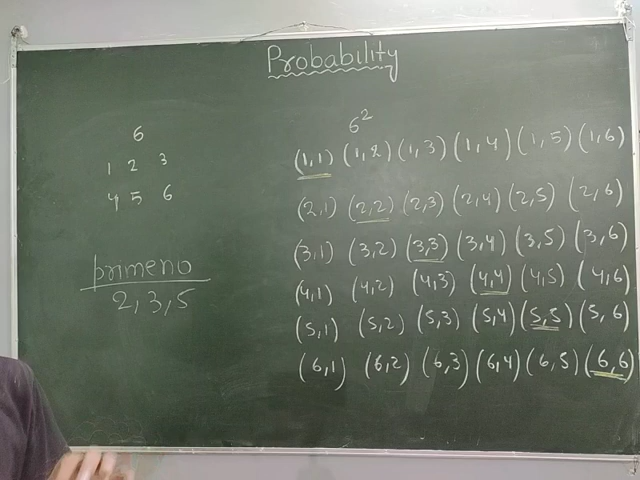 Probability
6
1 2 3
4 5 6
primeno
2,3,5
6²
(1,1) (1,2) (1,3) (1,4) (1,5) (1,6)
(2,1) (2,2) (2,3) (2,4) (2,5) (2,6)
(3,1) (3,2) (3,3) (3,4) (3,5) (3,6)
(4,1) (4,2) (4,3) (4,4) (4,5) (4,6)
(5,1) (5,2) (5,3) (5,4) (5,5) (5,6)
(6,1) (6,2) (6,3) (6,4) (6,5) (6,6)